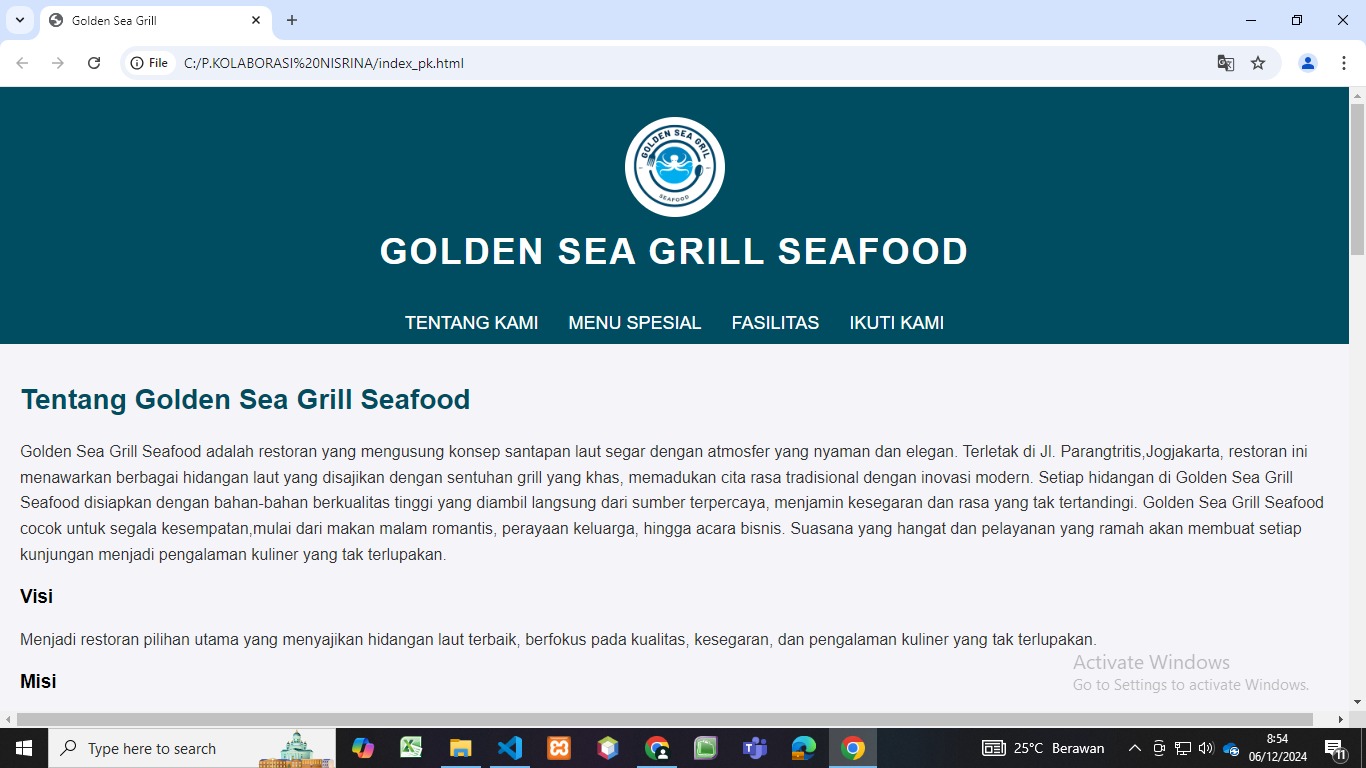 Golden Sea Grill
File
C:/P.KOLABORASI%20NISRINA/index_pk.html
GOLDEN SEA GRIL
SEAFOOD
GOLDEN SEA GRILL SEAFOOD
TENTANG KAMI MENU SPESIAL FASILITAS IKUTI KAMI
Tentang Golden Sea Grill Seafood
Golden Sea Grill Seafood adalah restoran yang mengusung konsep santapan laut segar dengan atmosfer yang nyaman dan elegan. Terletak di Jl. Parangtritis,Jogjakarta, restoran ini
menawarkan berbagai hidangan laut yang disajikan dengan sentuhan grill yang khas, memadukan cita rasa tradisional dengan inovasi modern. Setiap hidangan di Golden Sea Grill
Seafood disiapkan dengan bahan-bahan berkualitas tinggi yang diambil langsung dari sumber terpercaya, menjamin kesegaran dan rasa yang tak tertandingi. Golden Sea Grill Seafood
cocok untuk segala kesempatan,mulai dari makan malam romantis, perayaan keluarga, hingga acara bisnis. Suasana yang hangat dan pelayanan yang ramah akan membuat setiap
kunjungan menjadi pengalaman kuliner yang tak terlupakan.
Visi
Menjadi restoran pilihan utama yang menyajikan hidangan laut terbaik, berfokus pada kualitas, kesegaran, dan pengalaman kuliner yang tak terlupakan.
Misi
Activate Windows
Go to Settings to activate Windows.
Type here to search
25°C Berawan
8:54
06/12/2024
11